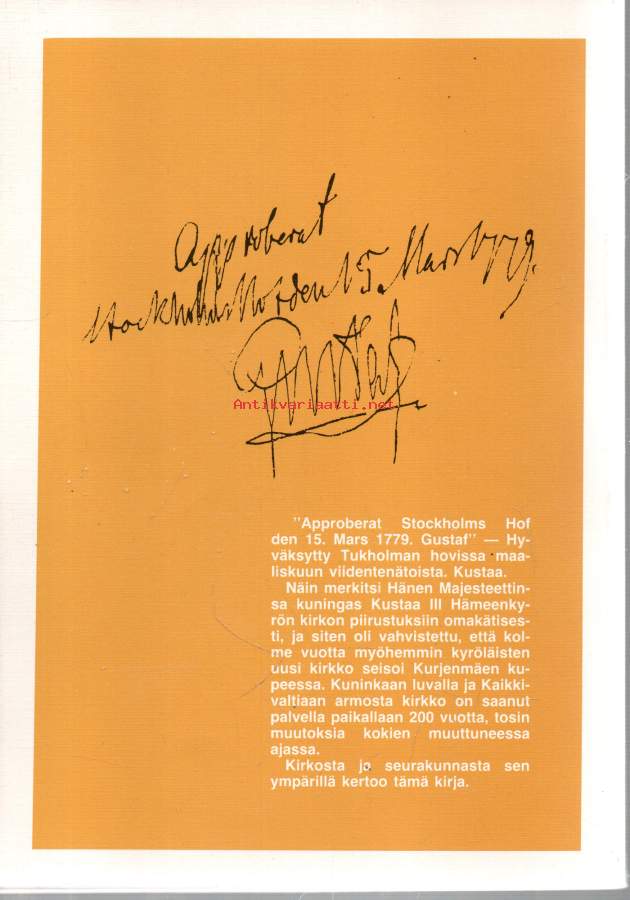 Approberat
Stockholms Hof den 15. Mars 1779.
Gustaf
Antikvariaatti.net
"Approberat Stockholms Hof
den 15. Mars 1779. Gustaf" — Hy-
väksytty Tukholman hovissa maa-
liskuun viidentenätoista. Kustaa.
Näin merkitsi Hänen Majesteettin-
sa kuningas Kustaa III Hämeenky-
rön kirkon piirustuksiin omakätises-
ti, ja siten oli vahvistettu, että kol-
me vuotta myöhemmin kyröläisten
uusi kirkko seisoi Kurjenmäen ku-
peessa. Kuninkaan luvalla ja Kaikki-
valtiaan armosta kirkko on saanut
palvella paikallaan 200 vuotta, tosin
muutoksia kokien muuttuneessa
ajassa.
Kirkosta ja seurakunnasta sen
ympärillä kertoo tämä kirja.